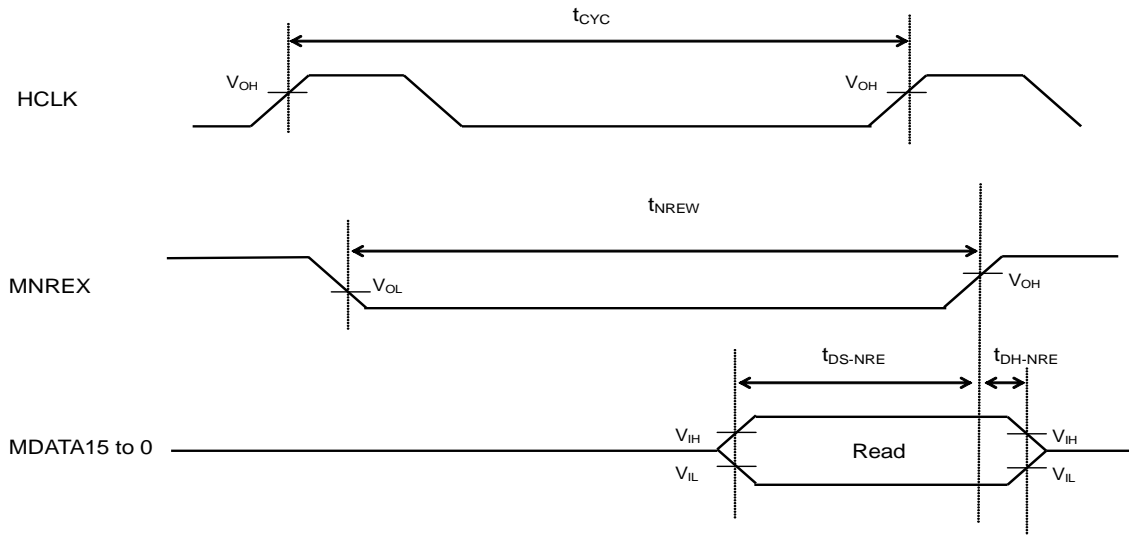 tCYC
HCLK
VOH
VOH
tNREW
MNREX
VOL
VOH
tDS-NRE
tDH-NRE
MDATA15 to 0
VIH
Read
VIH
VIL
VIL